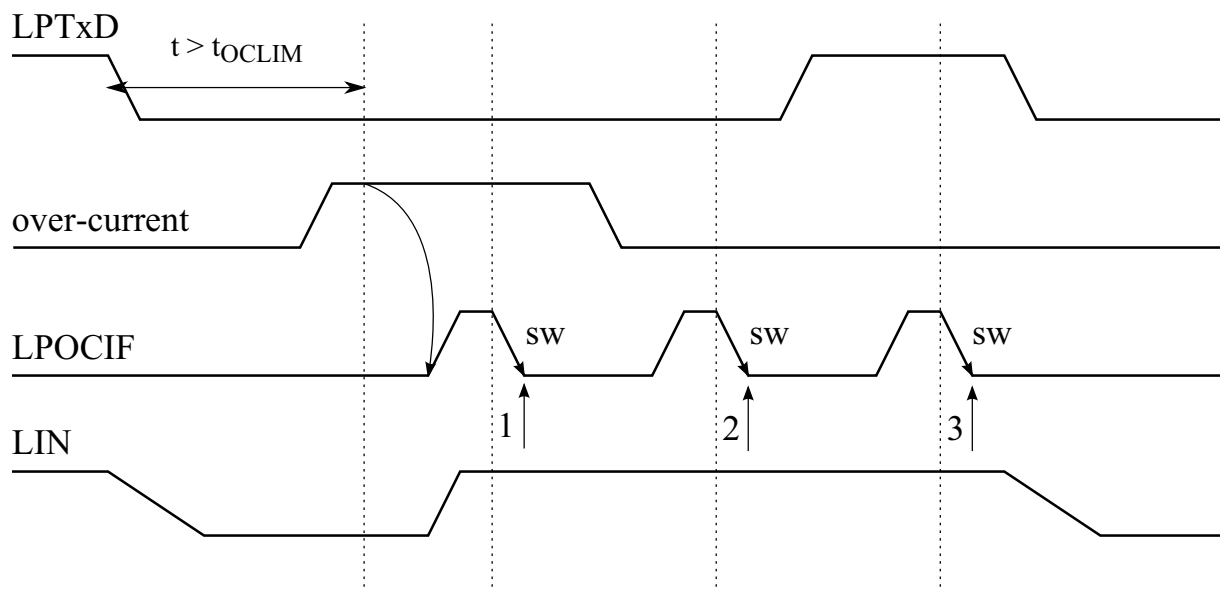 LPTxD
t > tOCLIM
over-current
LPOCIF
sw
sw
sw
1
2
3
LIN